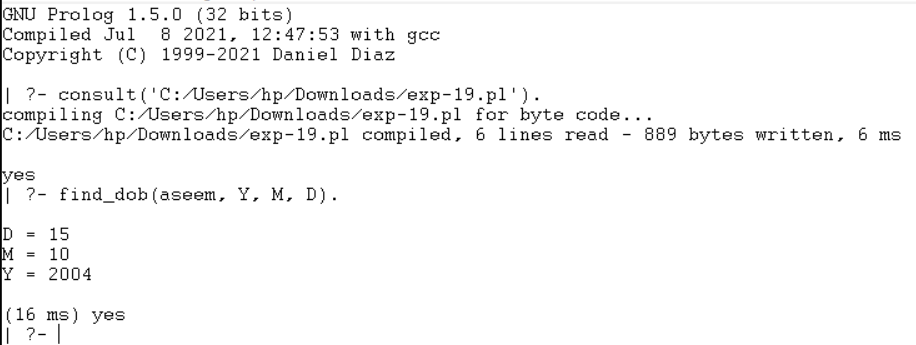 GNU Prolog 1.5.0 (32 bits)
Compiled Jul  8 2021, 12:47:53 with gcc
Copyright (C) 1999-2021 Daniel Diaz
| ?- consult('C:/Users/hp/Downloads/exp-19.pl').
compiling C:/Users/hp/Downloads/exp-19.pl for byte code...
C:/Users/hp/Downloads/exp-19.pl compiled, 6 lines read - 889 bytes written, 6 ms
yes
| ?- find_dob(aseem, Y, M, D).
D = 15
M = 10
Y = 2004
(16 ms) yes
| ?-